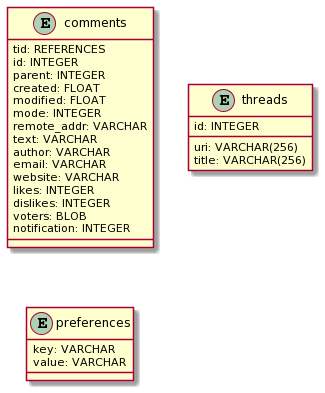 E comments
tid: REFERENCES
id: INTEGER
parent: INTEGER
created: FLOAT
modified: FLOAT
mode: INTEGER
remote_addr: VARCHAR
text: VARCHAR
author: VARCHAR
email: VARCHAR
website: VARCHAR
likes: INTEGER
dislikes: INTEGER
voters: BLOB
notification: INTEGER
E threads
id: INTEGER
uri: VARCHAR(256)
title: VARCHAR(256)
E preferences
key: VARCHAR
value: VARCHAR